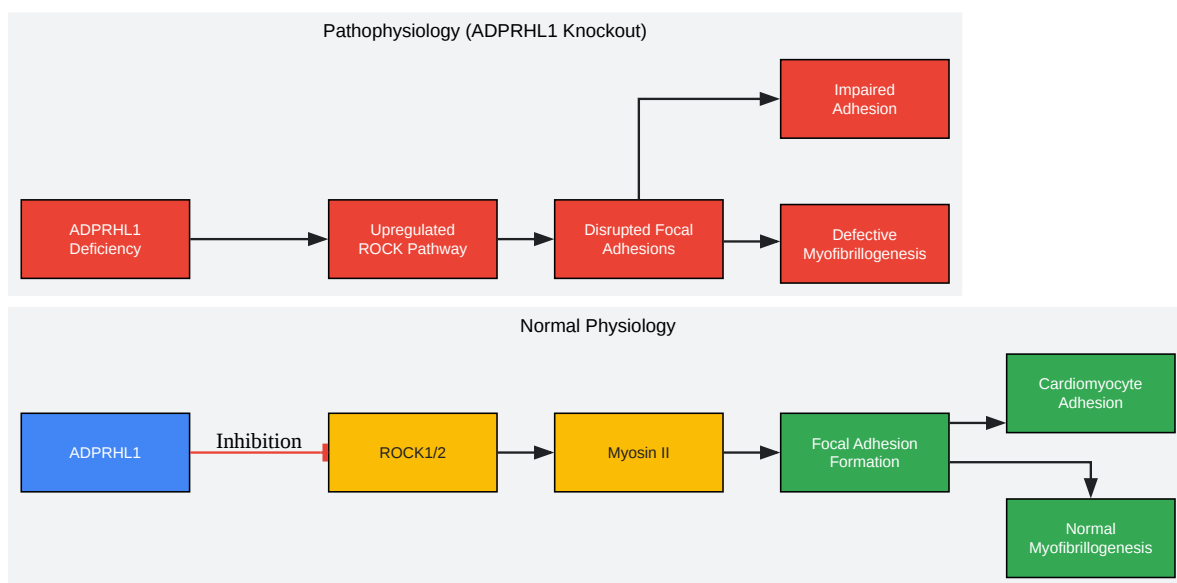 Pathophysiology (ADPRHL1 Knockout)
Impaired
Adhesion
ADPRHL1
Deficiency
Upregulated
ROCK Pathway
Disrupted Focal
Adhesions
Defective
Myofibrillogenesis
Normal Physiology
Cardiomyocyte
Adhesion
ADPRHL1
Inhibition
ROCK1/2
Myosin II
Focal Adhesion
Formation
Normal
Myofibrillogenesis